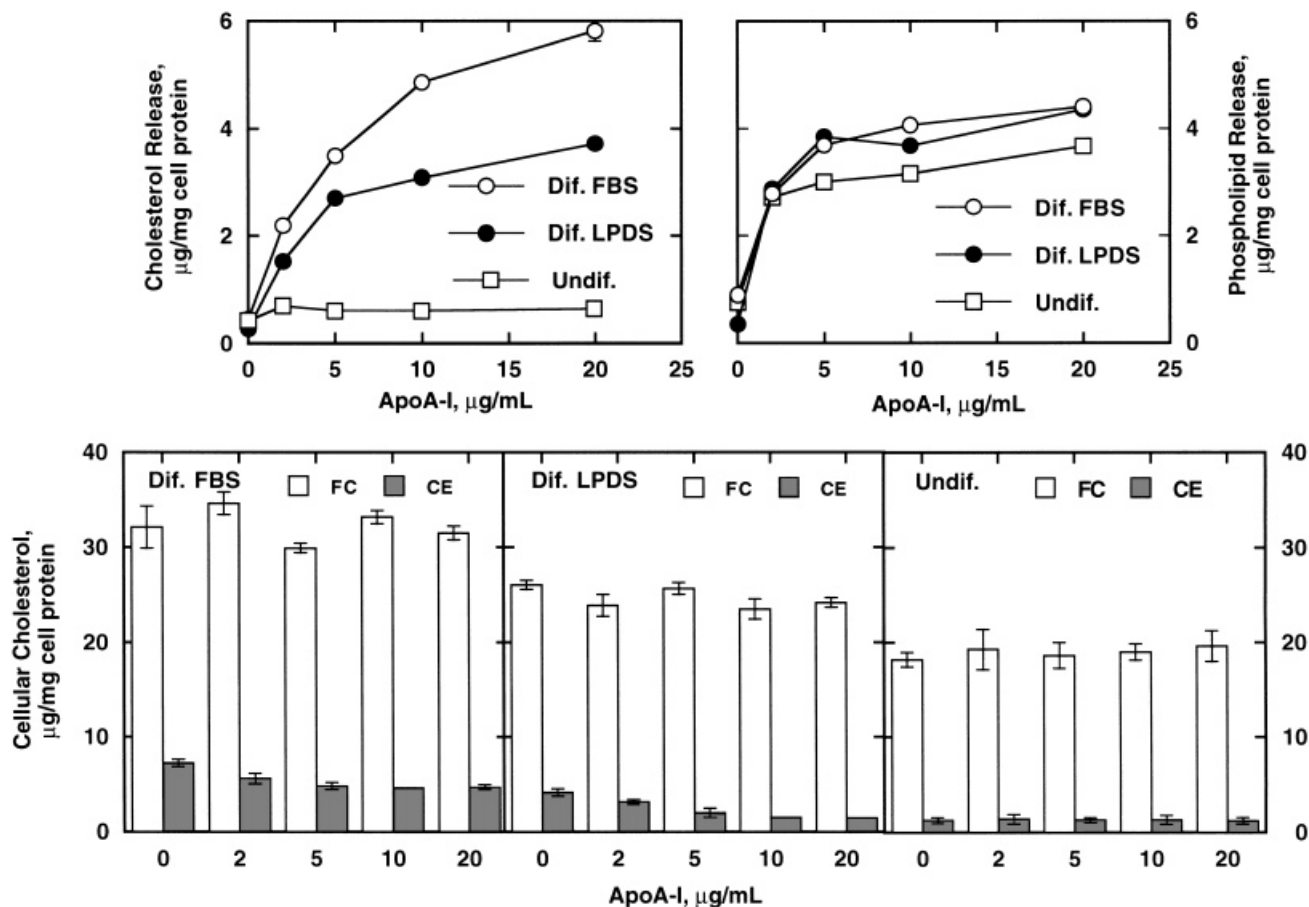 6
4
2
0
Cholesterol Release,
μg/mg cell protein
Dif. FBS
Dif. LPDS
Undif.
0 5 10 15 20 25
ApoA-I, μg/mL
6
4
2
0
Phospholipid Release,
μg/mg cell protein
Dif. FBS
Dif. LPDS
Undif.
0 5 10 15 20 25
ApoA-I, μg/mL
40
30
20
10
0
Cellular Cholesterol,
μg/mg cell protein
Dif. FBS FC CE
Dif. LPDS FC CE
Undif. FC CE
40
30
20
10
0
0 2 5 10 20 0 2 5 10 20 0 2 5 10 20
ApoA-I, μg/mL